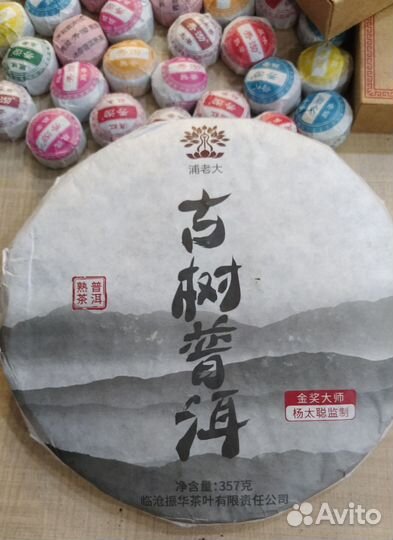 浦老大
古树普洱
普洱
熟茶
金奖大师
杨太聪监制
净含量:357克
临沧振华茶叶有限责任公司
Avito